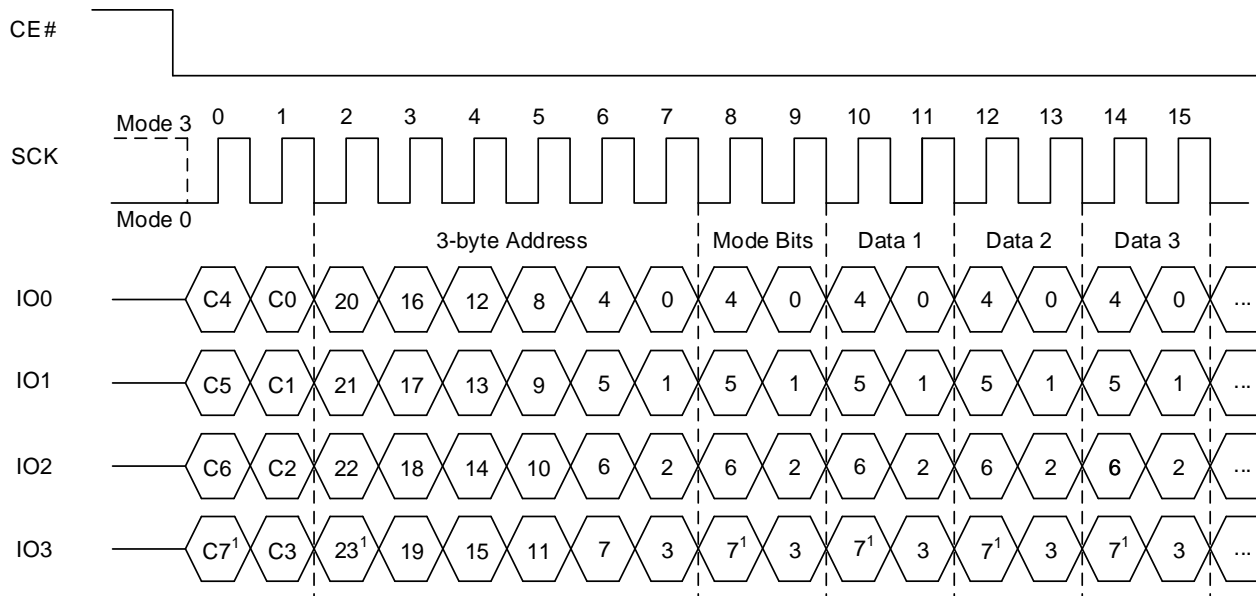 CE#
Mode 3 0 1 2 3 4 5 6 7 8 9 10 11 12 13 14 15
SCK
Mode 0
3-byte Address Mode Bits Data 1 Data 2 Data 3
IO0 C4 C0 20 16 12 8 4 0 4 0 4 0 4 0 4 0 ...
IO1 C5 C1 21 17 13 9 5 1 5 1 5 1 5 1 5 1 ...
IO2 C6 C2 22 18 14 10 6 2 6 2 6 2 6 2 6 2 ...
IO3 C7¹ C3 23¹ 19 15 11 7 3 7¹ 3 7¹ 3 7¹ 3 7¹ 3 ...